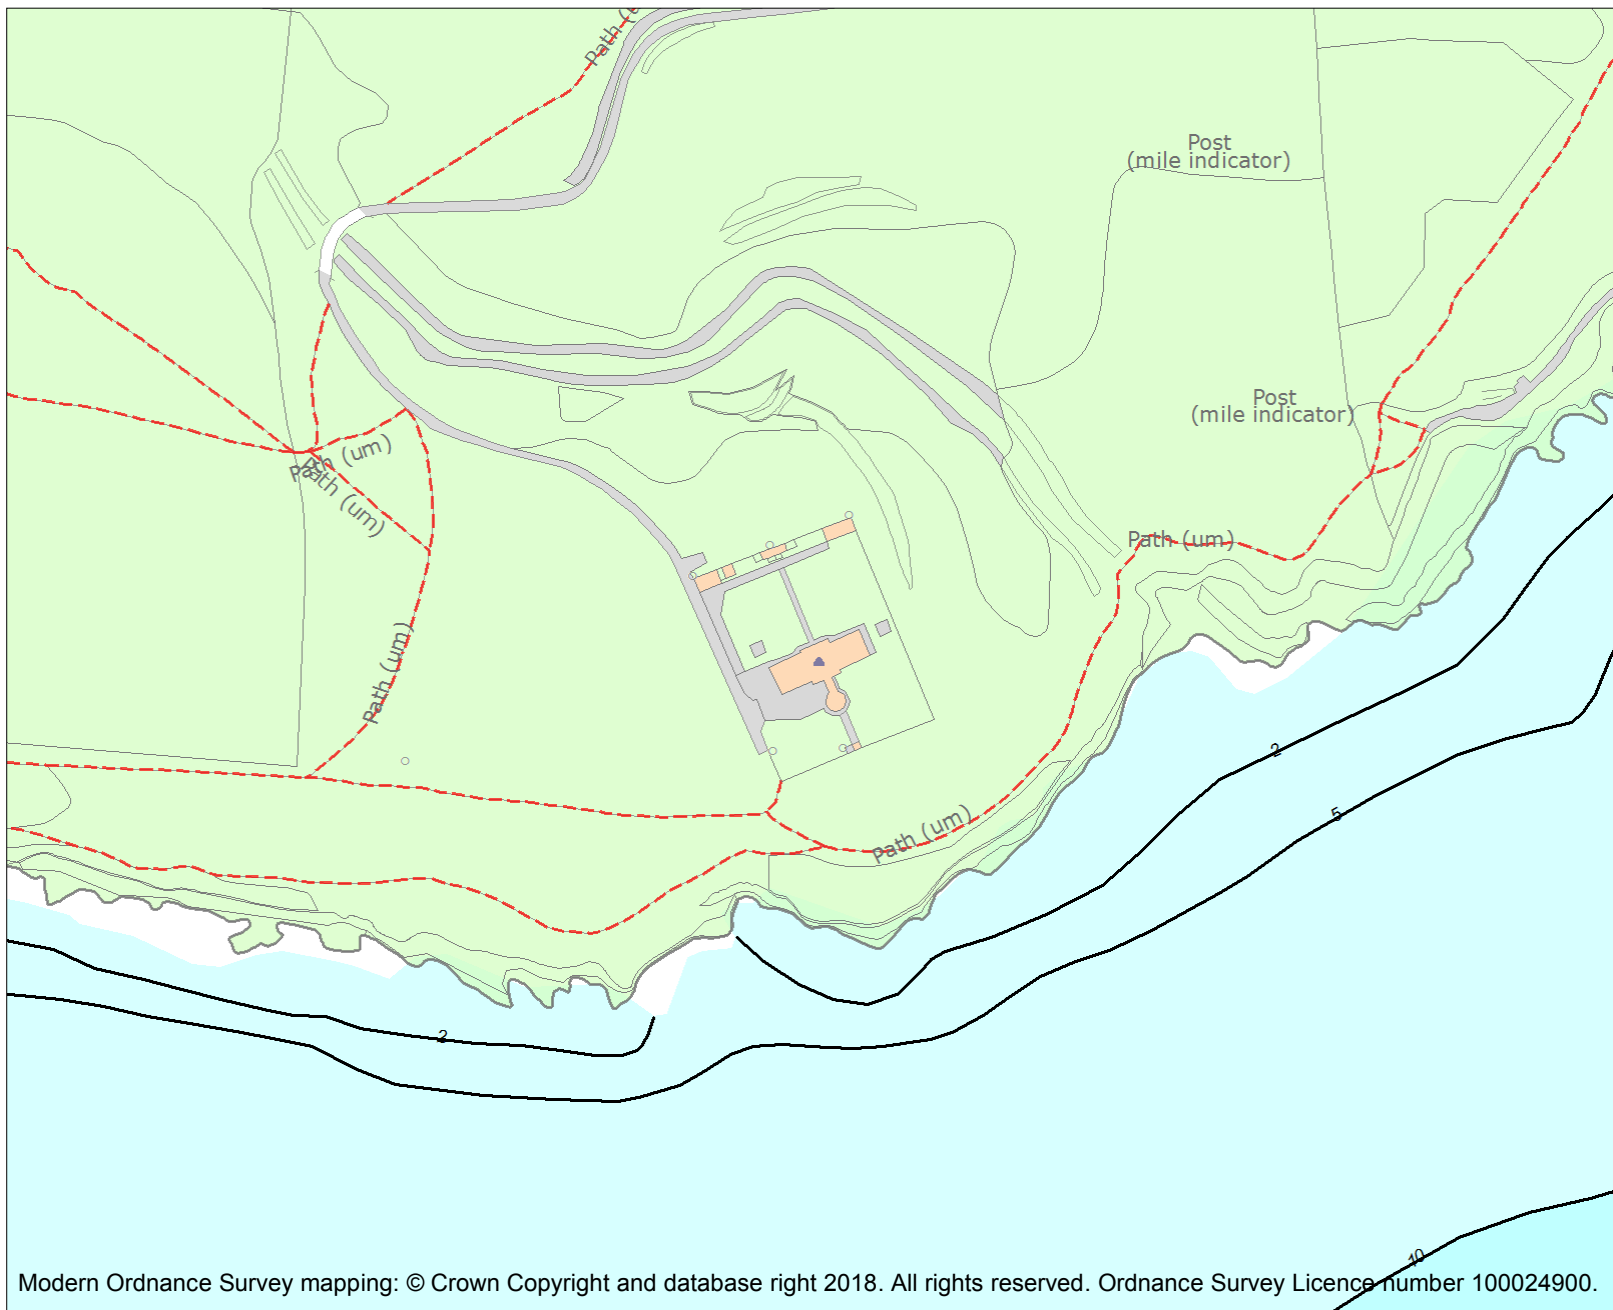 Path (u
Post
(mile indicator)
Post
(mile indicator)
Path (um)
Path (um)
Path (um)
Path (um)
2
5
Path (um)
2
10
Modern Ordnance Survey mapping: © Crown Copyright and database right 2018. All rights reserved. Ordnance Survey Licence number 100024900.